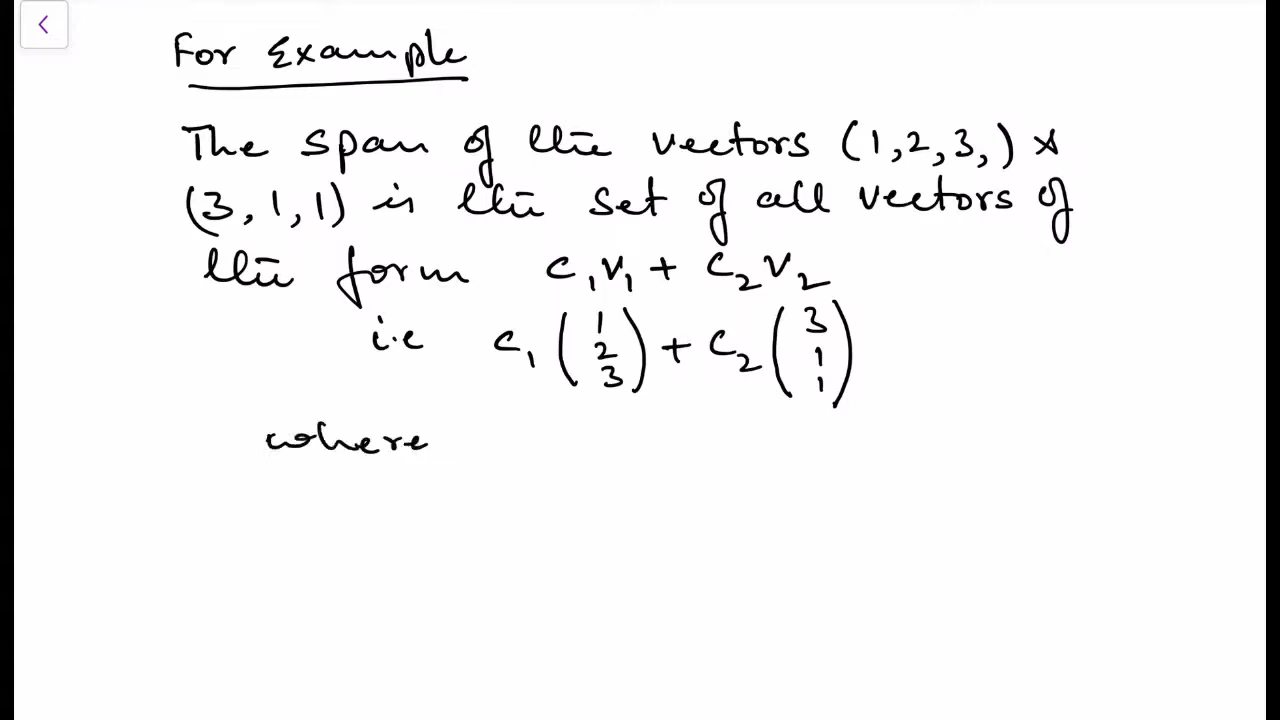 For Example
The span of the vectors (1,2,3,) &
(3,1,1) is the set of all vectors of
the form c₁v₁ + c₂v₂
i.e c₁ (1 2 3) + c₂ (3 1 1)
where